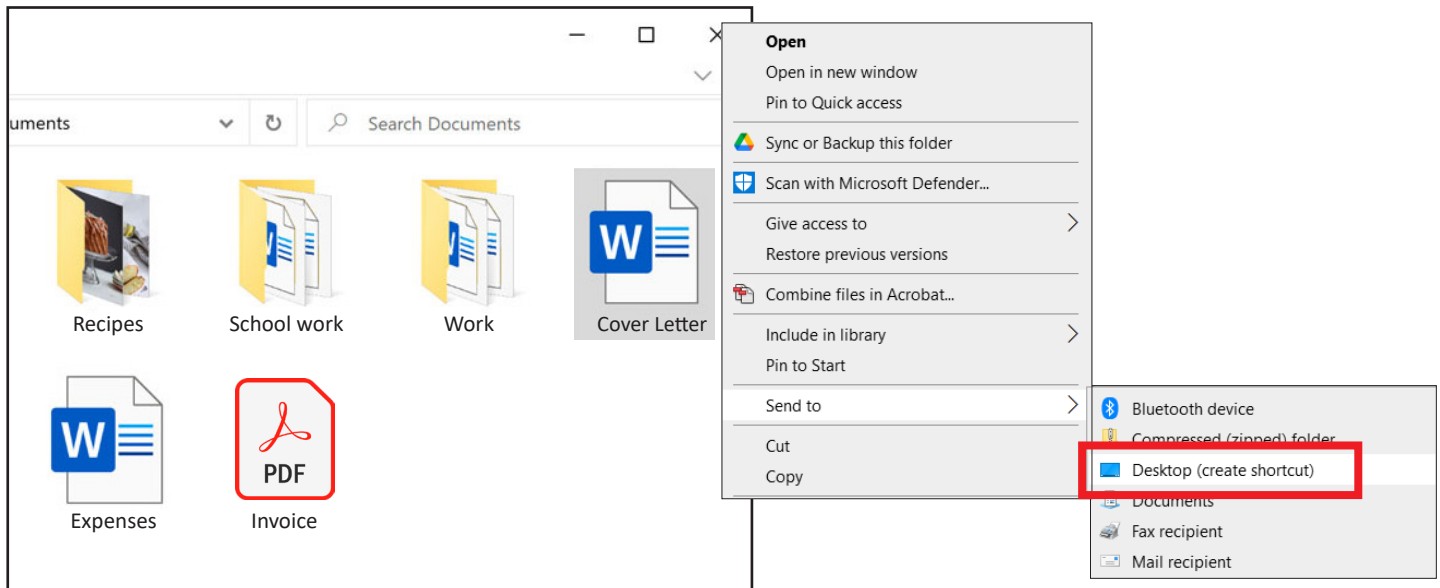 uments
Search Documents
Recipes
School work
Work
Cover Letter
Expenses
PDF
Invoice
Open
Open in new window
Pin to Quick access
Sync or Backup this folder
Scan with Microsoft Defender...
Give access to
Restore previous versions
Combine files in Acrobat...
Include in library
Pin to Start
Send to
Cut
Copy
Bluetooth device
Compressed (zipped) folder
Desktop (create shortcut)
Documents
Fax recipient
Mail recipient